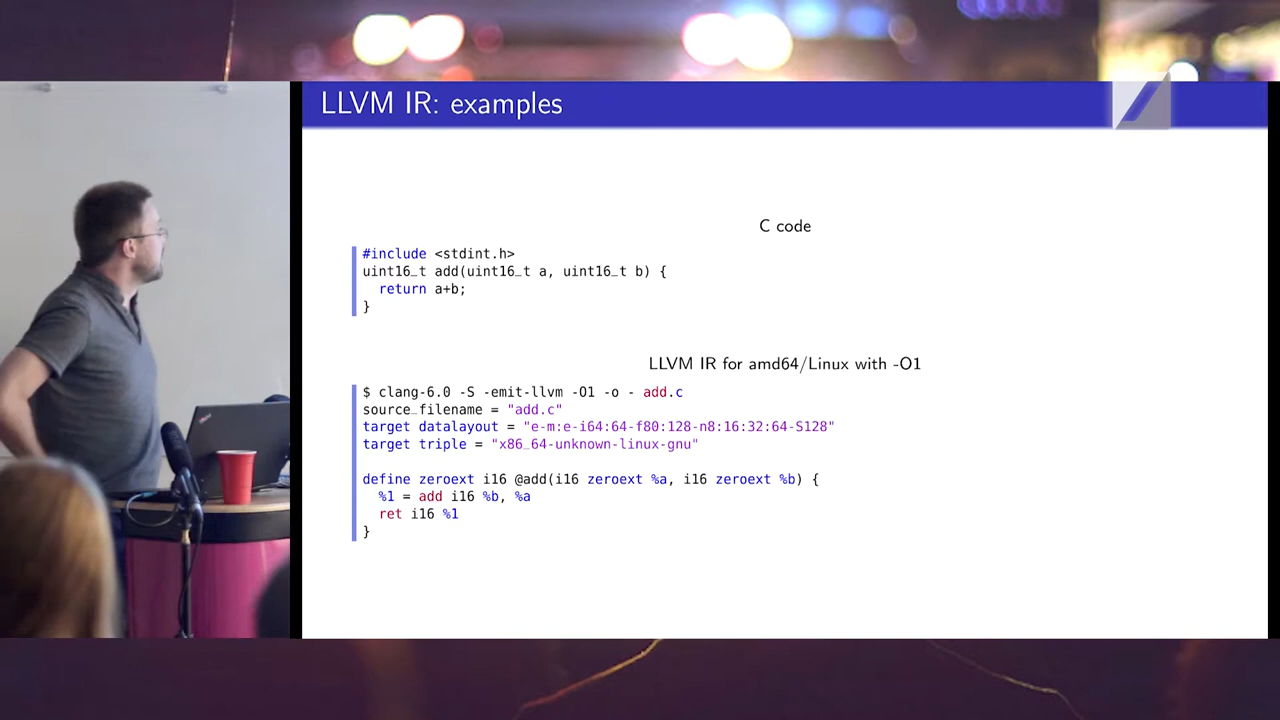 LLVM IR: examples
C code
#include <stdint.h>
uint16_t add(uint16_t a, uint16_t b) {
  return a+b;
}
LLVM IR for amd64/Linux with -O1
$ clang-6.0 -S -emit-llvm -O1 -o - add.c
source_filename = "add.c"
target datalayout = "e-m:e-i64:64-f80:128-n8:16:32:64-S128"
target triple = "x86_64-unknown-linux-gnu"
define zeroext i16 @add(i16 zeroext %a, i16 zeroext %b) {
  %1 = add i16 %b, %a
  ret i16 %1
}